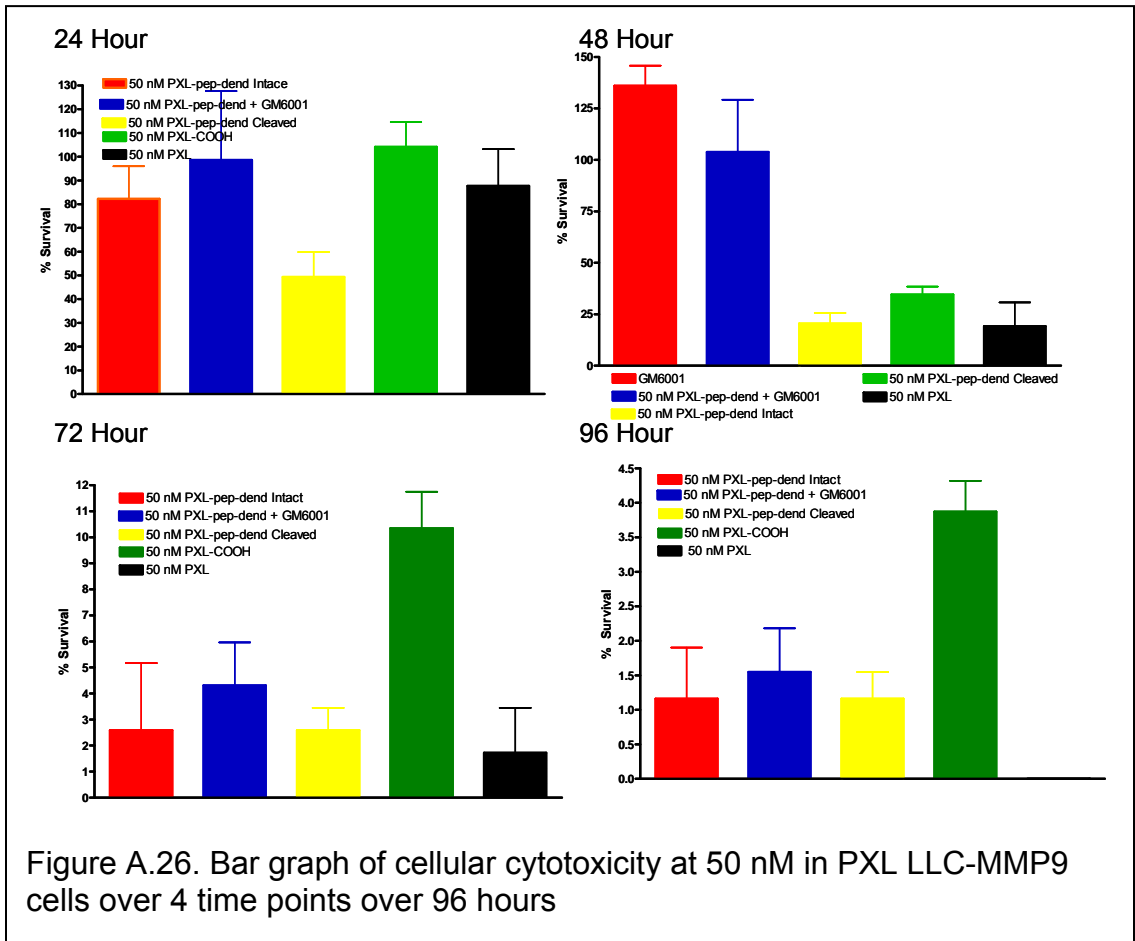 24 Hour
130
120
110
100
90
80
70
60
50
40
30
20
10
0
% Survival
50 nM PXL-pep-dend Intace
50 nM PXL-pep-dend + GM6001
50 nM PXL-pep-dend Cleaved
50 nM PXL-COOH
50 nM PXL
48 Hour
150
125
100
75
50
25
0
% Survival
GM6001
50 nM PXL-pep-dend + GM6001
50 nM PXL-pep-dend Intact
50 nM PXL-pep-dend Cleaved
50 nM PXL
72 Hour
12
11
10
9
8
7
6
5
4
3
2
1
0
% Survival
50 nM PXL-pep-dend Intact
50 nM PXL-pep-dend + GM6001
50 nM PXL-pep-dend Cleaved
50 nM PXL-COOH
50 nM PXL
96 Hour
4.5
4.0
3.5
3.0
2.5
2.0
1.5
1.0
0.5
0.0
% Survival
50 nM PXL-pep-dend Intact
50 nM PXL-pep-dend + GM6001
50 nM PXL-pep-dend Cleaved
50 nM PXL-COOH
50 nM PXL
Figure A.26. Bar graph of cellular cytotoxicity at 50 nM in PXL LLC-MMP9
cells over 4 time points over 96 hours